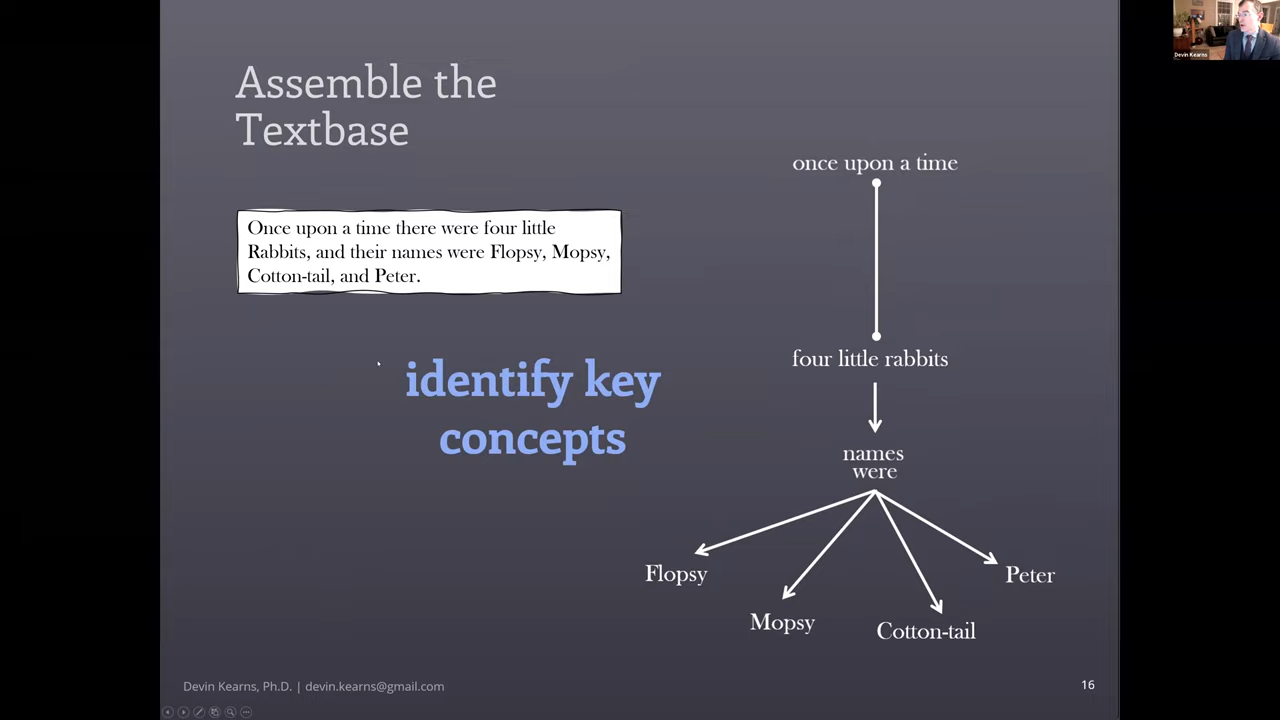 Devin Kearns
Assemble the
Textbase
once upon a time
Once upon a time there were four little
Rabbits, and their names were Flopsy, Mopsy,
Cotton-tail, and Peter.
identify key
concepts
four little rabbits
names
were
Flopsy
Mopsy
Cotton-tail
Peter
Devin Kearns, Ph.D. | devin.kearns@gmail.com
16